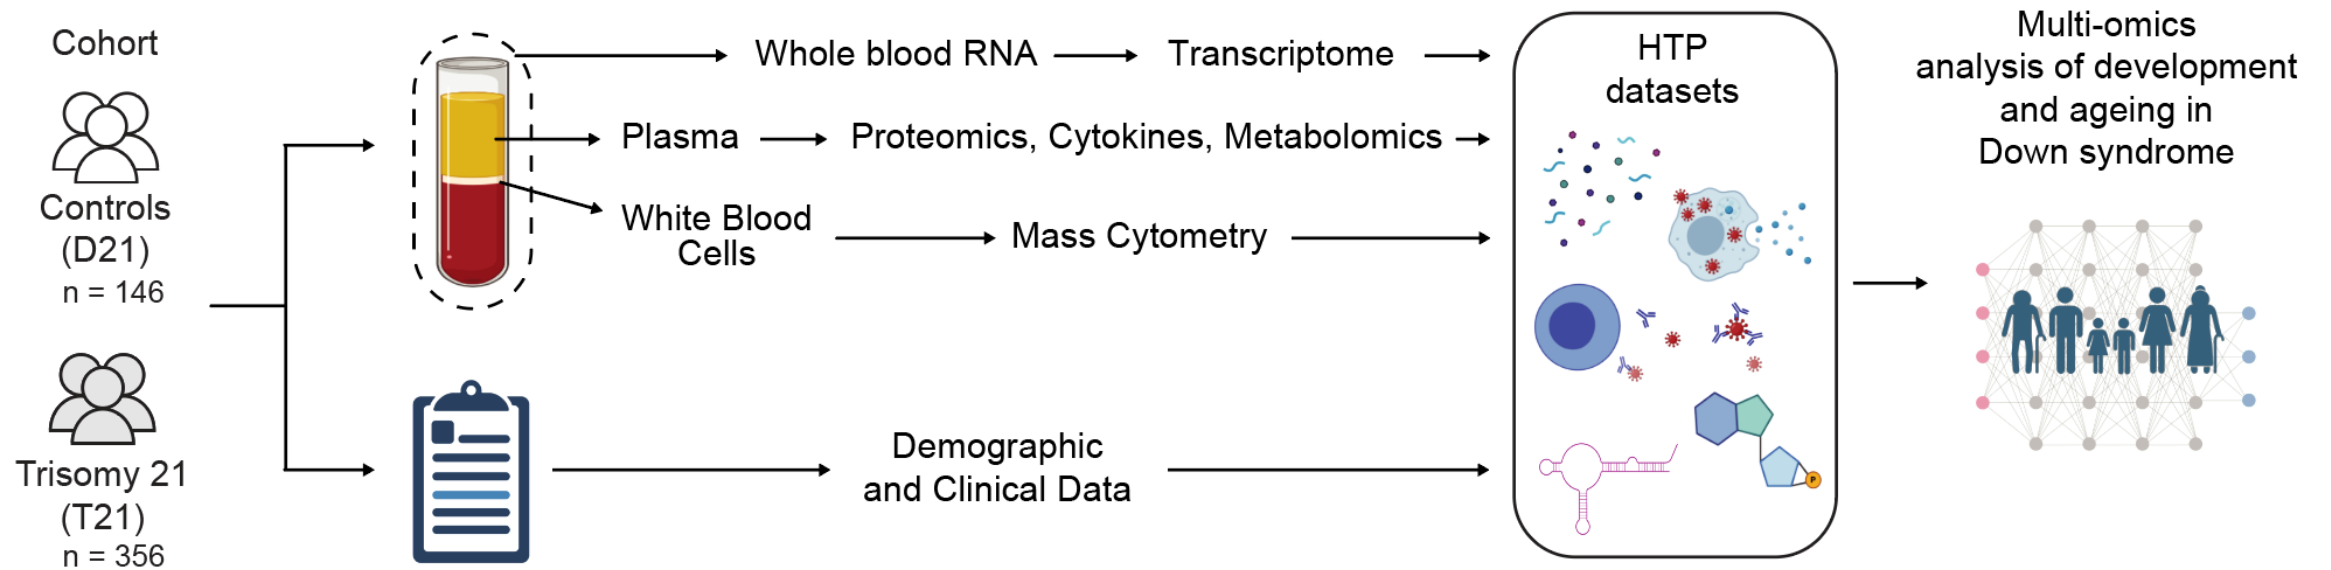 Cohort
Controls
(D21)
n = 146
Trisomy 21
(T21)
n = 356
Whole blood RNA
Transcriptome
Plasma
Proteomics, Cytokines, Metabolomics
White Blood
Cells
Mass Cytometry
Demographic
and Clinical Data
HTP
datasets
P
Multi-omics
analysis of development
and ageing in
Down syndrome